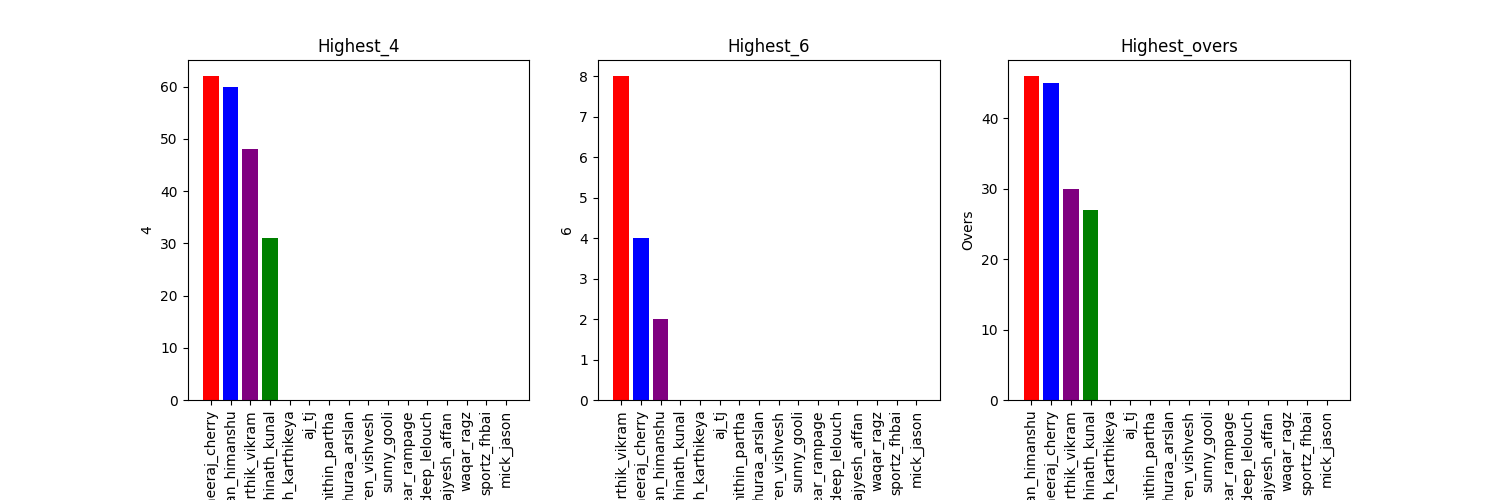 Highest_4
4
60
50
40
30
20
10
0
eeraj_cherry
an_himanshu
rthik_vikram
hinath_kunal
h_karthikeya
aj_tj
ithin_partha
huraa_arslan
ren_vishvesh
sunny_gooli
ear_rampage
deep_lelouch
ajyesh_affan
waqar_ragz
sportz_fhbai
mick_jason
Highest_6
6
8
7
6
5
4
3
2
1
0
rthik_vikram
eeraj_cherry
an_himanshu
hinath_kunal
h_karthikeya
aj_tj
ithin_partha
huraa_arslan
ren_vishvesh
sunny_gooli
ear_rampage
deep_lelouch
ajyesh_affan
waqar_ragz
sportz_fhbai
mick_jason
Highest_overs
Overs
40
30
20
10
0
an_himanshu
eeraj_cherry
rthik_vikram
hinath_kunal
h_karthikeya
aj_tj
ithin_partha
huraa_arslan
ren_vishvesh
sunny_gooli
ear_rampage
deep_lelouch
ajyesh_affan
waqar_ragz
sportz_fhbai
mick_jason